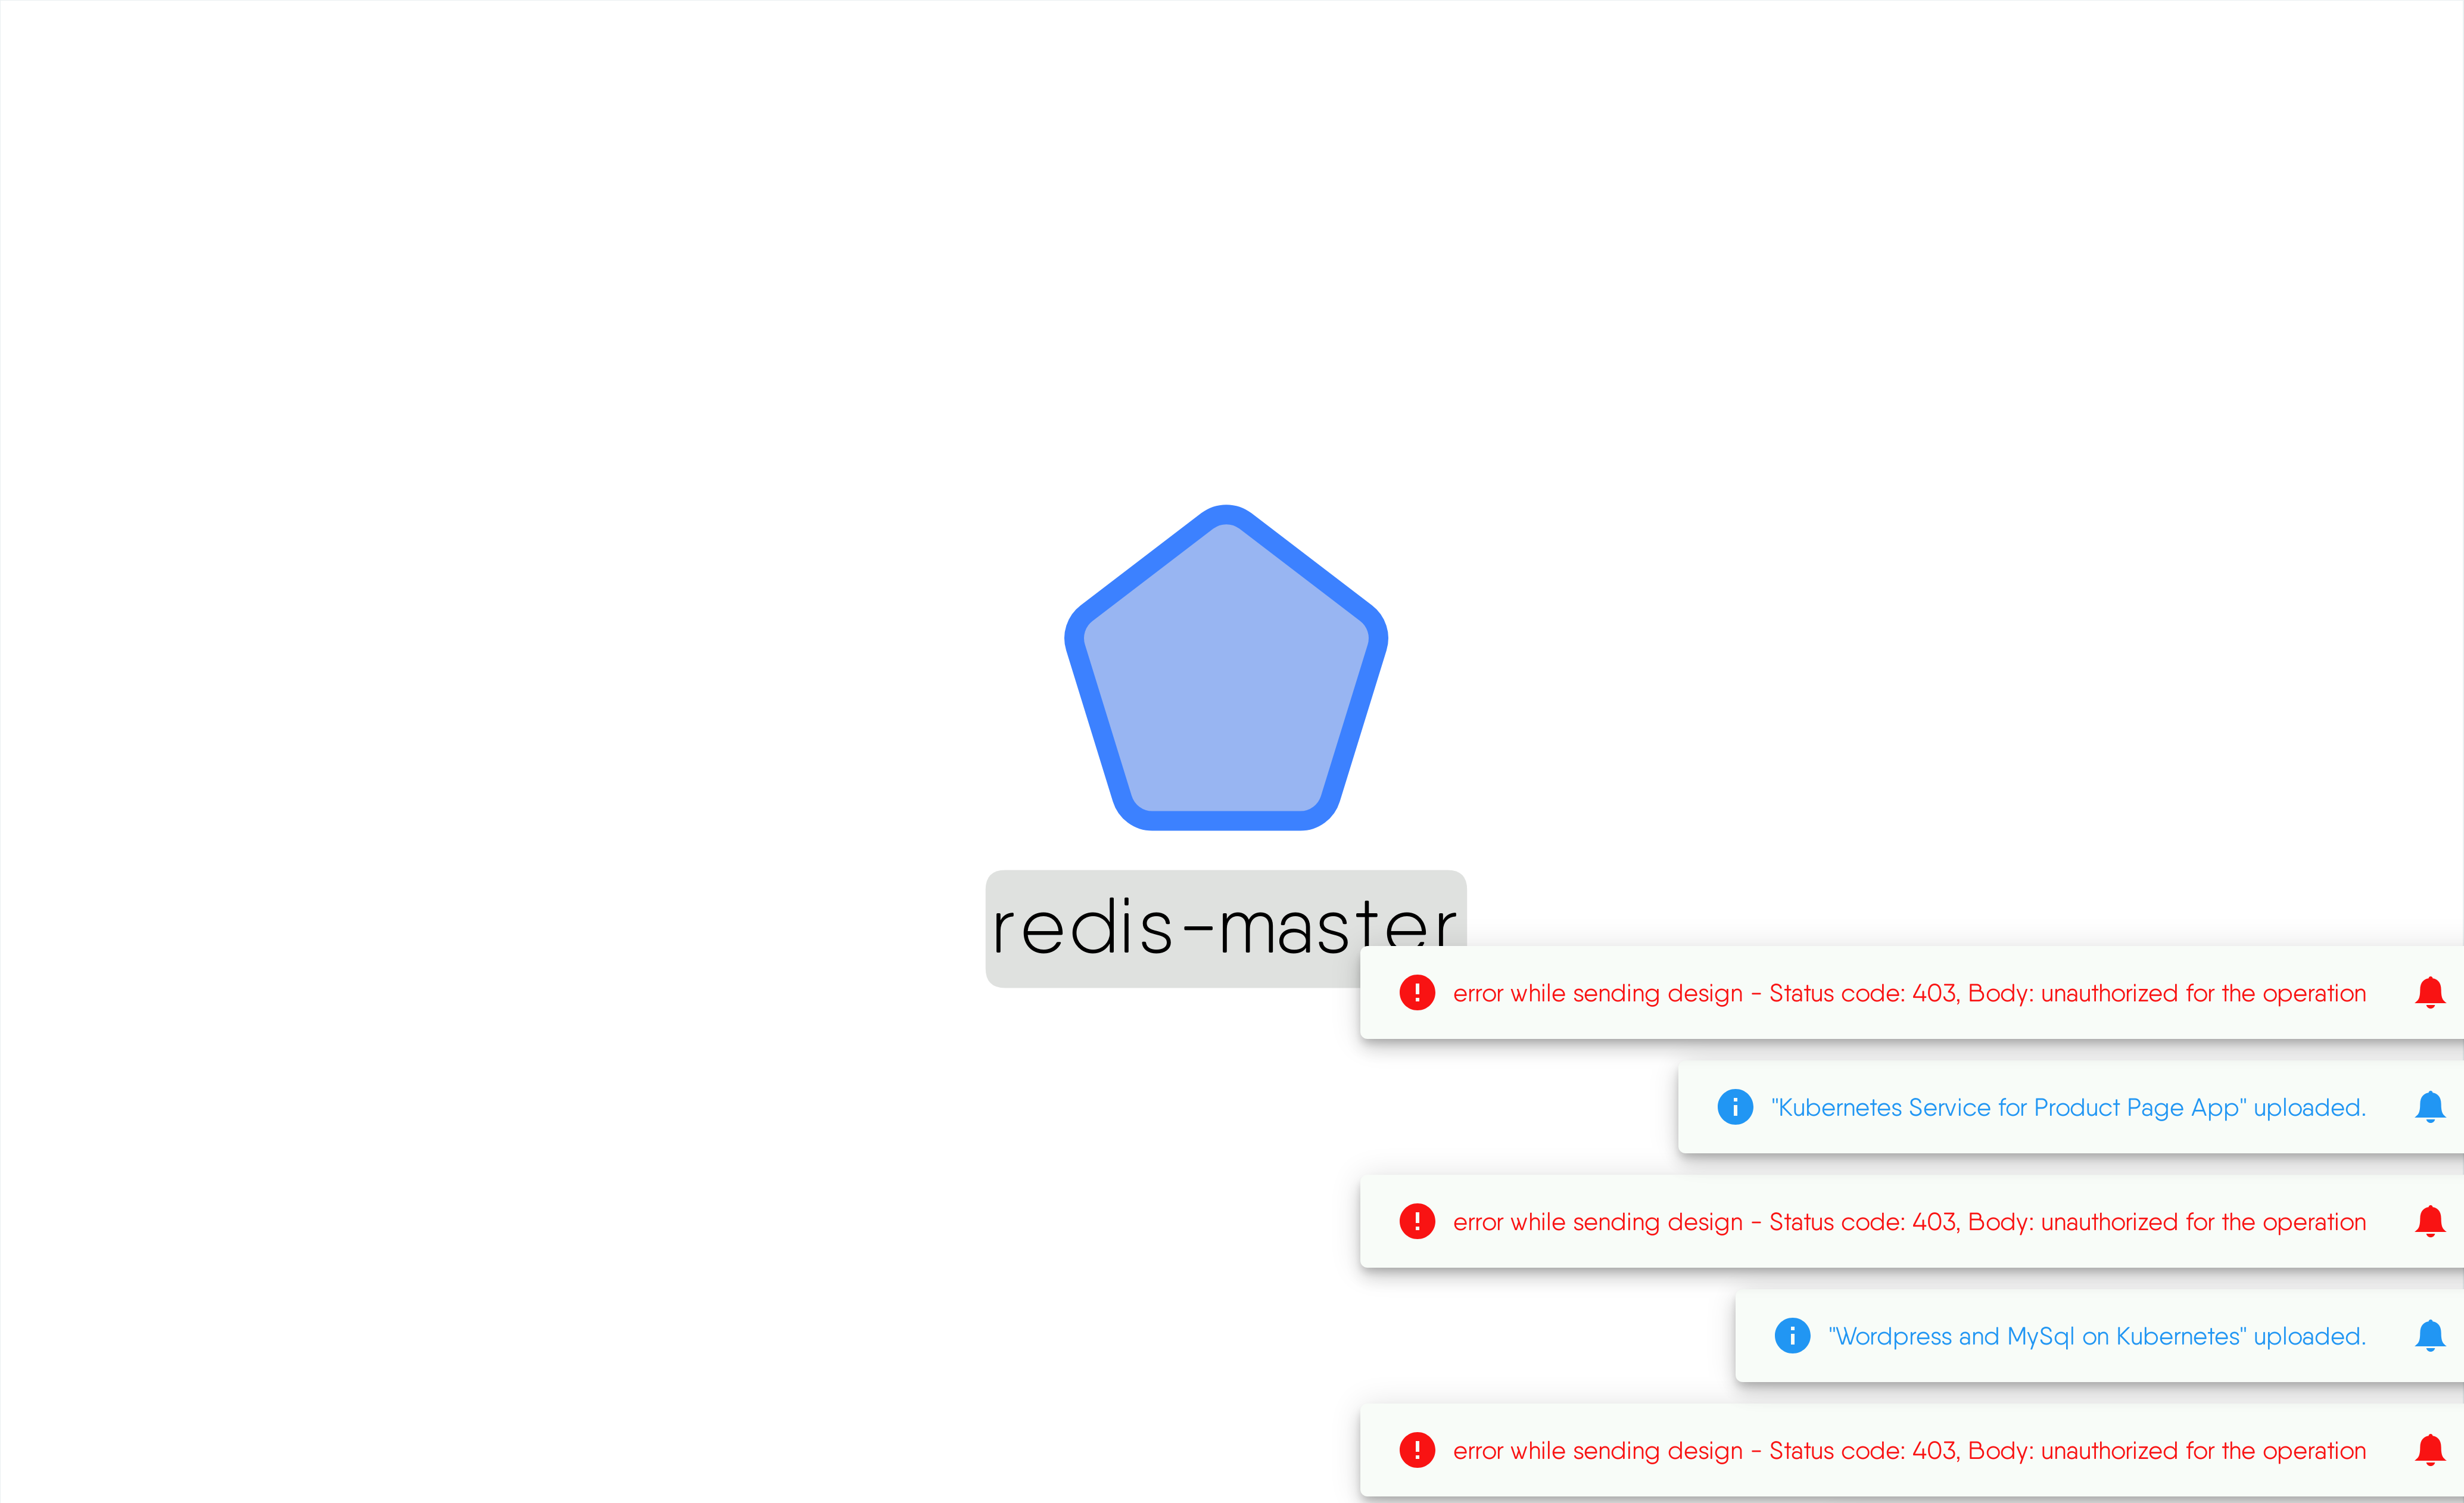 redis-master
error while sending design - Status code: 403, Body: unauthorized for the operation
"Kubernetes Service for Product Page App" uploaded.
error while sending design - Status code: 403, Body: unauthorized for the operation
"Wordpress and MySql on Kubernetes" uploaded.
error while sending design - Status code: 403, Body: unauthorized for the operation